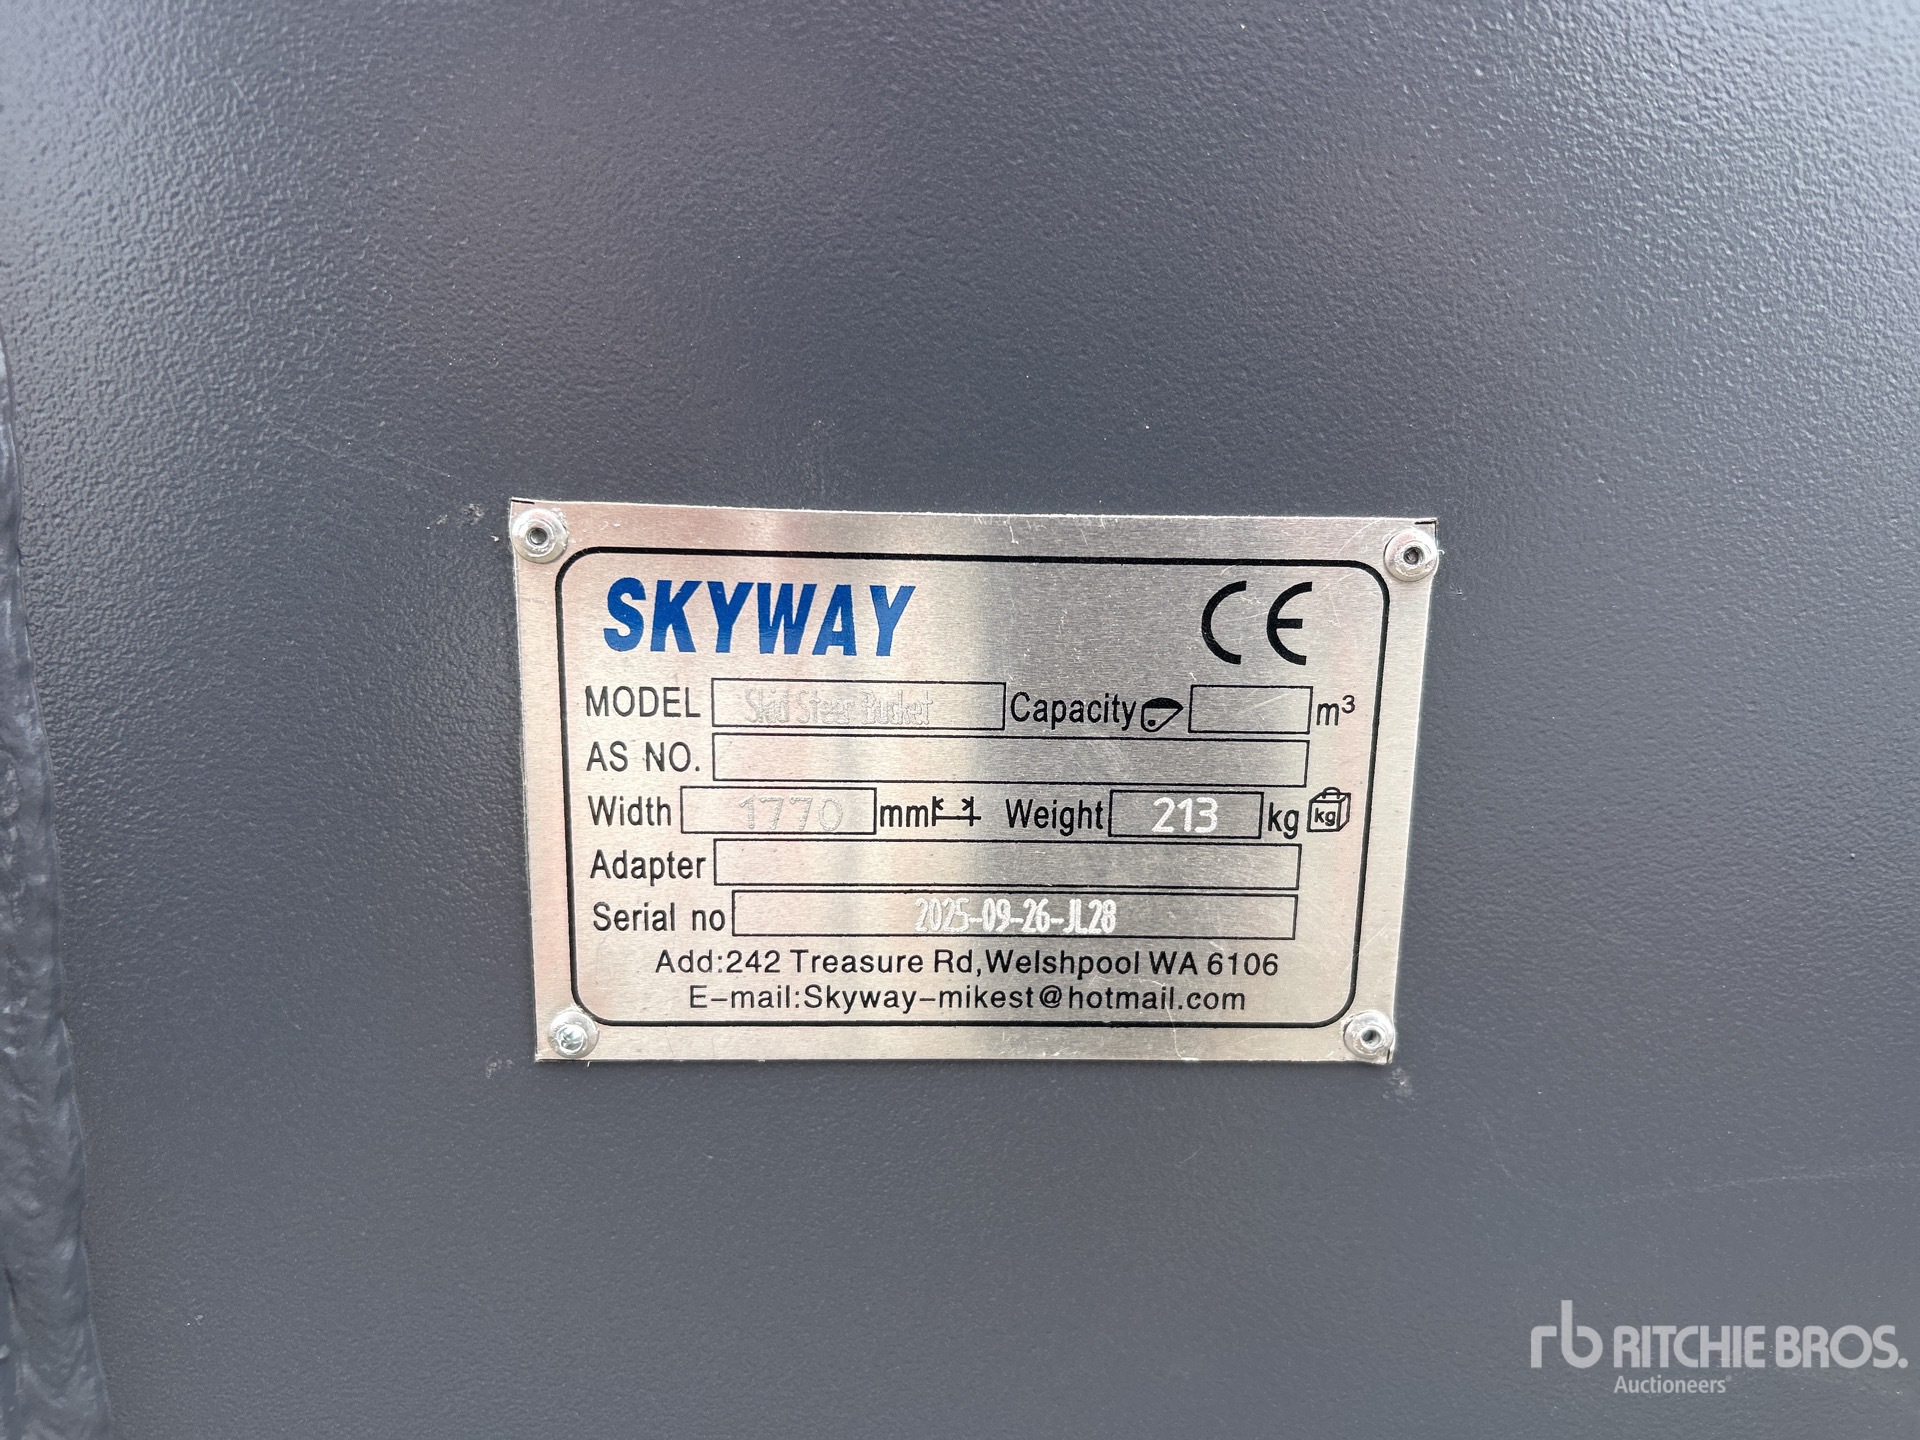 SKYWAY CE
MODEL Skid Steer Bucket Capacity m³
AS NO.
Width 1770 mm Weight 213 kg kg
Adapter
Serial no 2025-09-26-JL28
Add:242 Treasure Rd,Welshpool WA 6106
E-mail:Skyway-mikest@hotmail.com
rb RITCHIE BROS.
Auctioneers